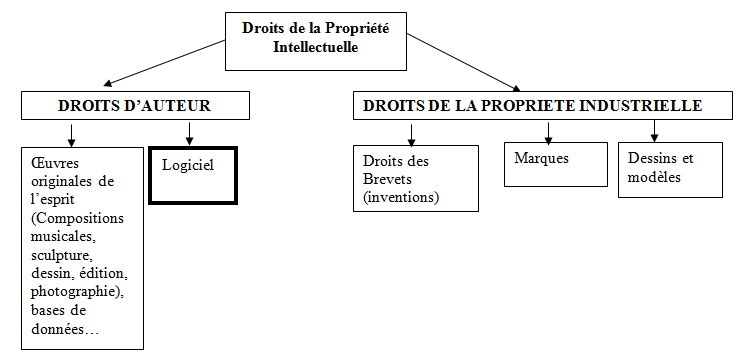 Droits de la Propriété
Intellectuelle
DROITS D’AUTEUR
DROITS DE LA PROPRIETE INDUSTRIELLE
Œuvres
originales de
l’esprit
(Compositions
musicales,
sculpture,
dessin, édition,
photographie),
bases de
données…
Logiciel
Droits des
Brevets
(inventions)
Marques
Dessins et
modèles